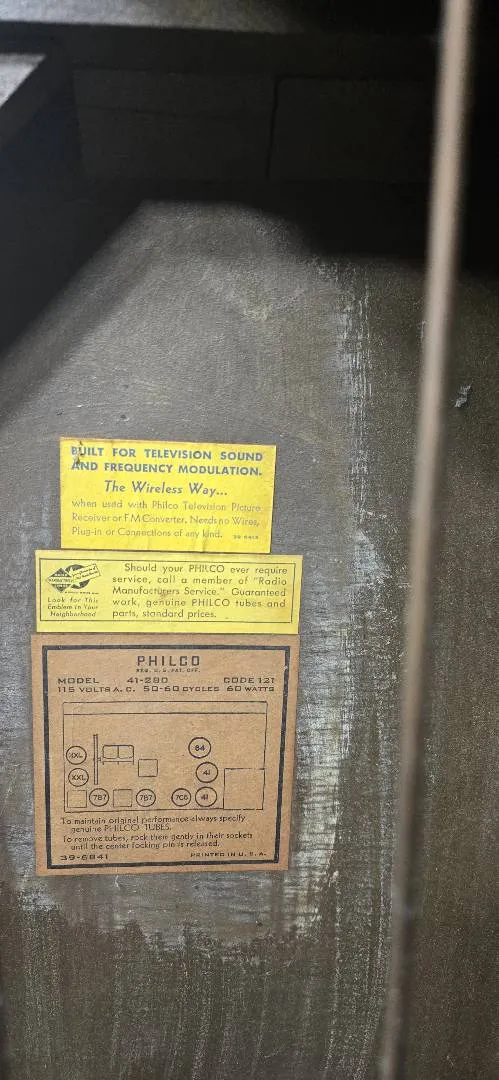 BUILT FOR TELEVISION SOUND
AND FREQUENCY MODULATION.
The Wireless Way...
when used with Philco Television Picture
Receiver or F.M Converter. Needs no Wires,
Plug-in or Connections of any kind.
Look for This
Emblem in Your
Neighborhood
Should your PHILCO ever require
service, call a member of "Radio
Manufacturers Service." Guaranteed
work, genuine PHILCO tubes and
parts, standard prices.
PHILCO
REG. U.S. PAT. OFF.
MODEL 41-280 CODE 121
115 VOLTS A.C. 50-60 CYCLES 60 WATTS
84
XXL
41
XXL
7B7
7B7
7C6
41
To maintain original performance always specify
genuine PHILCO TUBES.
To remove tubes, rock them gently in their sockets
until the center locking pin is released.
39-6841 PRINTED IN U.S.A.